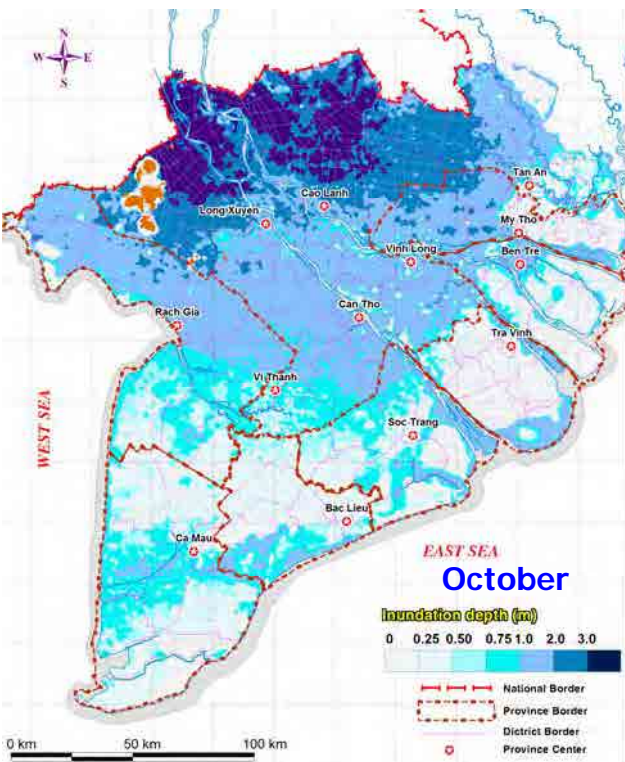 N
W E
S
Tan An
Cao Lanh
Long Xuyen
My Tho
Vinh Long
Ben Tre
Can Tho
Rach Gia
Tra Vinh
Vi Thanh
Soc Trang
WEST SEA
Bac Lieu
Ca Mau
EAST SEA
October
Inundation depth (m)
0 0.25 0.50 0.75 1.0 2.0 3.0
National Border
Province Border
District Border
Province Center
0 km 50 km 100 km